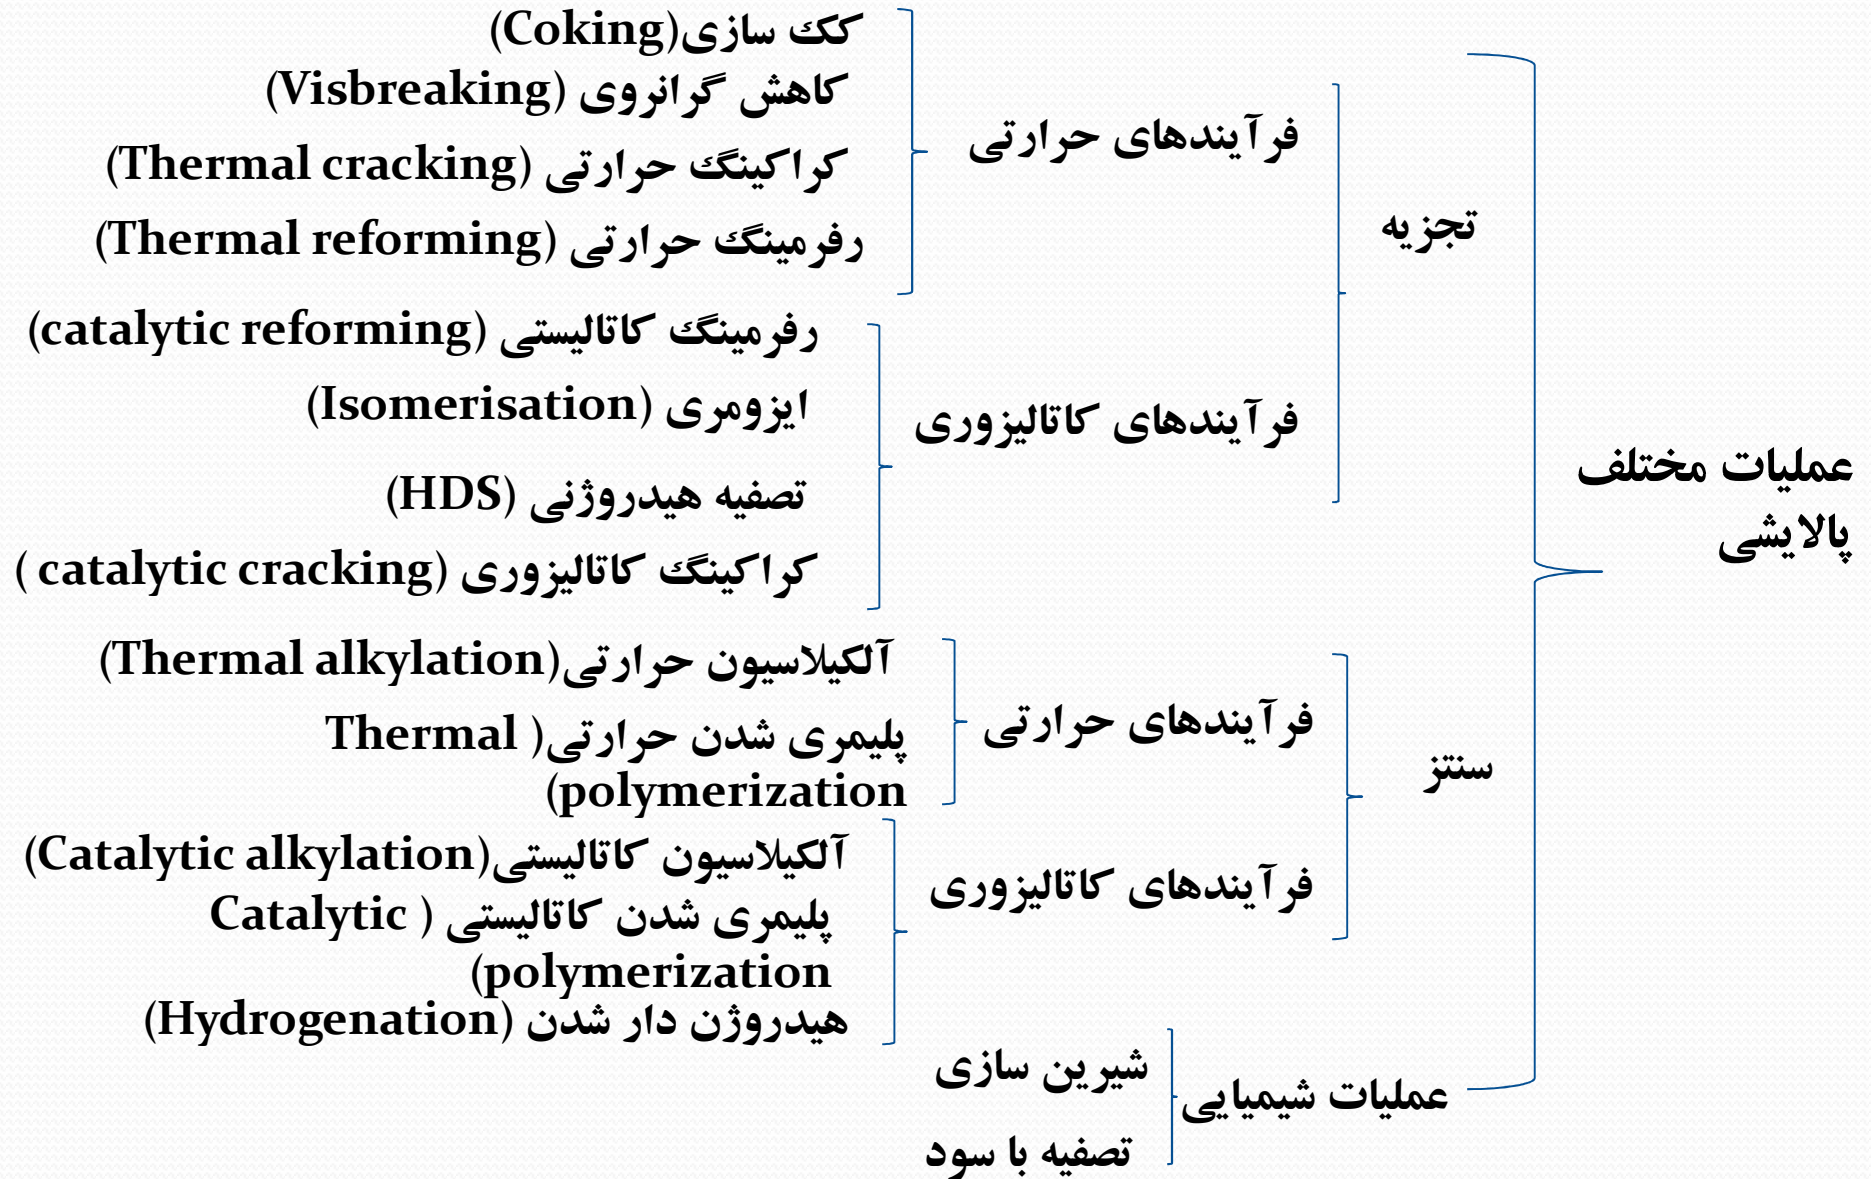 عملیات مختلف
پالایشی
تجزیه
فرآیندهای حرارتی
کک سازی(Coking)
کاهش گرانروی (Visbreaking)
کراکینگ حرارتی (Thermal cracking)
رفرمینگ حرارتی (Thermal reforming)
فرآیندهای کاتالیزوری
رفرمینگ کاتالیستی (catalytic reforming)
ایزومری (Isomerisation)
تصفیه هیدروژنی (HDS)
کراکینگ کاتالیزوری (catalytic cracking )
سنتز
فرآیندهای حرارتی
آلکیلاسیون حرارتی(Thermal alkylation)
پلیمری شدن حرارتی( Thermal
polymerization)
فرآیندهای کاتالیزوری
آلکیلاسیون کاتالیستی(Catalytic alkylation)
پلیمری شدن کاتالیستی ( Catalytic
polymerization)
هیدروژن دار شدن (Hydrogenation)
عملیات شیمیایی
شیرین سازی
تصفیه با سود